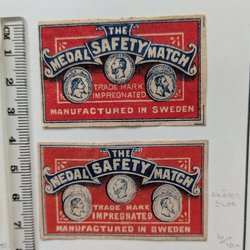 CM
THE
MEDAL SAFETY MATCH
TRADE MARK
IMPREGNATED
MANUFACTURED IN SWEDEN
THE
MEDAL SAFETY MATCH
TRADE MARK
IMPREGNATED
MANUFACTURED IN SWEDEN